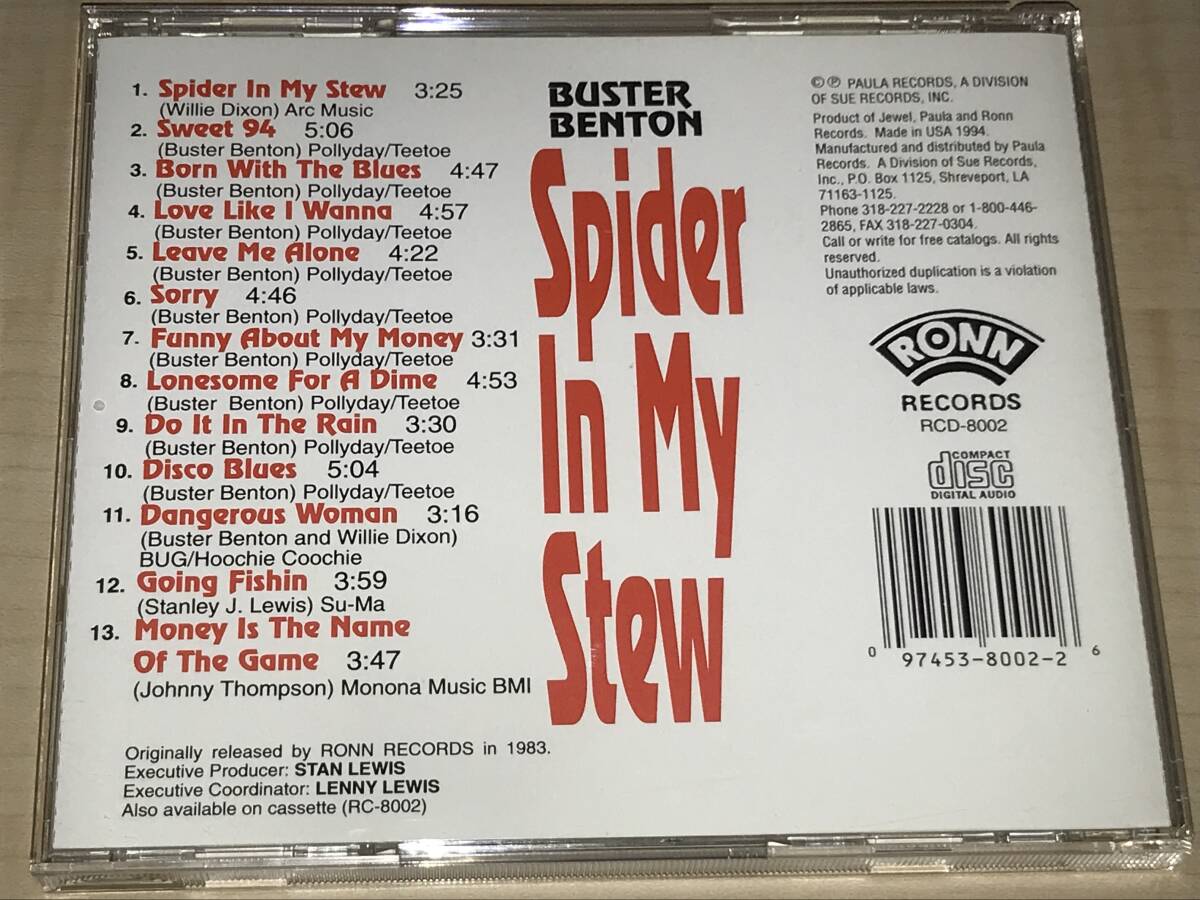 1. Spider In My Stew 3:25
(Willie Dixon) Arc Music
2. Sweet 94 5:06
(Buster Benton) Pollyday/Teetoe
3. Born With The Blues 4:47
(Buster Benton) Pollyday/Teetoe
4. Love Like I Wanna 4:57
(Buster Benton) Pollyday/Teetoe
5. Leave Me Alone 4:22
(Buster Benton) Pollyday/Teetoe
6. Sorry 4:46
(Buster Benton) Pollyday/Teetoe
7. Funny About My Money 3:31
(Buster Benton) Pollyday/Teetoe
8. Lonesome For A Dime 4:53
(Buster Benton) Pollyday/Teetoe
9. Do It In The Rain 3:30
(Buster Benton) Pollyday/Teetoe
10. Disco Blues 5:04
(Buster Benton) Pollyday/Teetoe
11. Dangerous Woman 3:16
(Buster Benton and Willie Dixon)
BUG/Hoochie Coochie
12. Going Fishin 3:59
(Stanley J. Lewis) Su-Ma
13. Money Is The Name
Of The Game 3:47
(Johnny Thompson) Monona Music BMI
Originally released by RONN RECORDS in 1983.
Executive Producer: STAN LEWIS
Executive Coordinator: LENNY LEWIS
Also available on cassette (RC-8002)
BUSTER
BENTON
Spider
In My
Stew
©℗ PAULA RECORDS, A DIVISION
OF SUE RECORDS, INC.
Product of Jewel, Paula and Ronn
Records. Made in USA 1994.
Manufactured and distributed by Paula
Records. A Division of Sue Records,
Inc., P.O. Box 1125, Shreveport, LA
71163-1125.
Phone 318-227-2228 or 1-800-446-
2865, FAX 318-227-0304.
Call or write for free catalogs. All rights
reserved.
Unauthorized duplication is a violation
of applicable laws.
RONN
RECORDS
RCD-8002
COMPACT
disc
DIGITAL AUDIO
0 97453-8002-2 6